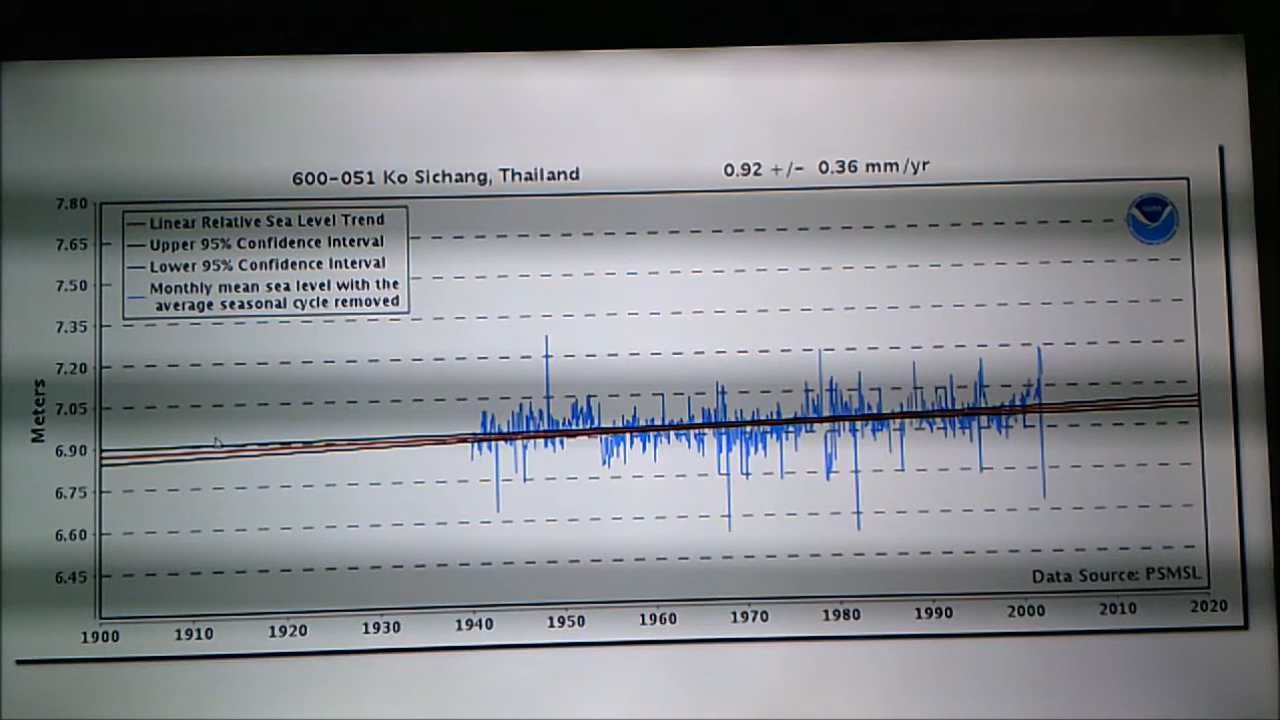 600-051 Ko Sichang, Thailand
0.92 +/- 0.36 mm/yr
Linear Relative Sea Level Trend
Upper 95% Confidence Interval
Lower 95% Confidence Interval
Monthly mean sea level with the
average seasonal cycle removed
Meters
7.80
7.65
7.50
7.35
7.20
7.05
6.90
6.75
6.60
6.45
Data Source: PSMSL
1900 1910 1920 1930 1940 1950 1960 1970 1980 1990 2000 2010 2020